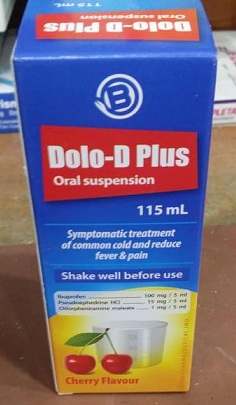 115 mL
Oral suspension
Dolo-D Plus
B
Dolo-D Plus
Oral suspension
115 mL
Symptomatic treatment
of common cold and reduce
fever & pain
Shake well before use
Ibuprofen 100 mg / 5 ml
Pseudoephedrine HCl 15 mg / 5 ml
Chlorpheniramine maleate 1 mg / 5 ml
Cherry Flavour